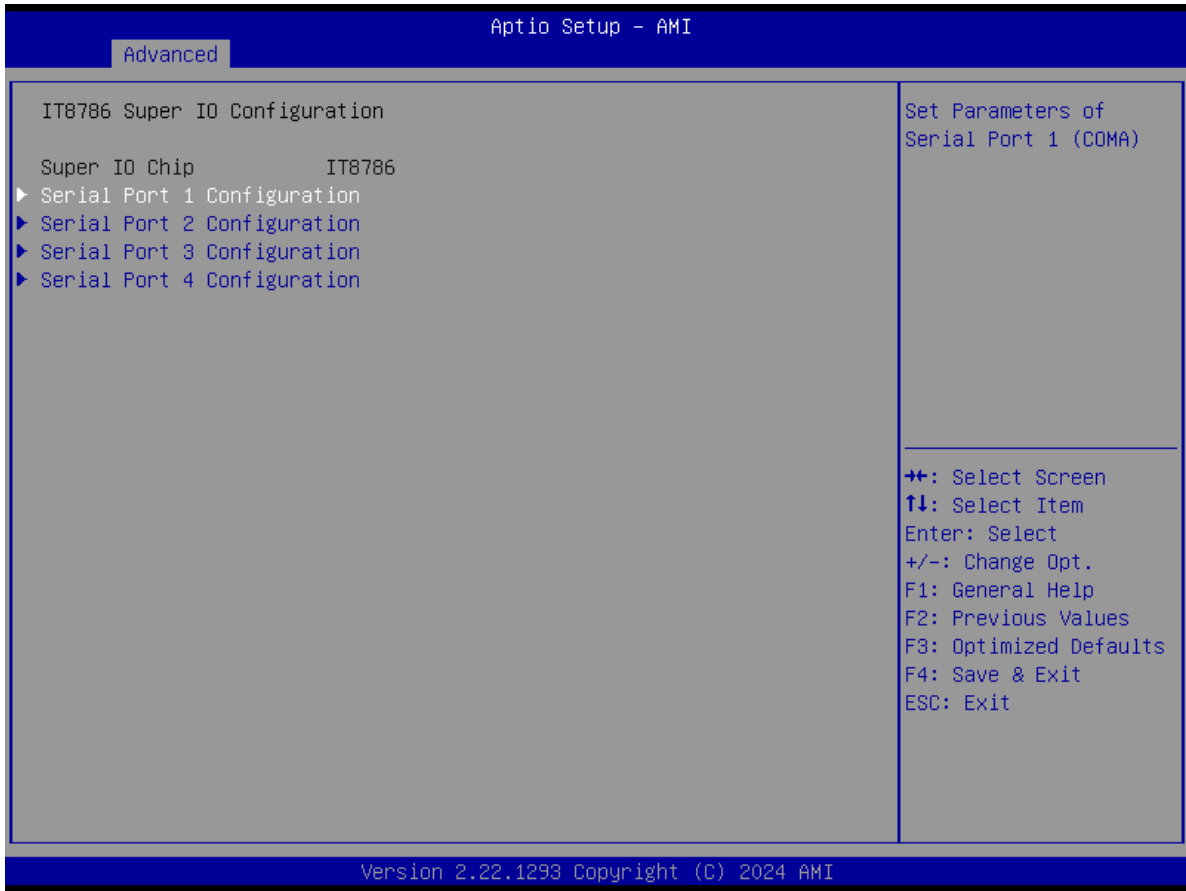 Aptio Setup – AMI
Advanced
IT8786 Super IO Configuration
Super IO Chip IT8786
Serial Port 1 Configuration
Serial Port 2 Configuration
Serial Port 3 Configuration
Serial Port 4 Configuration
Set Parameters of
Serial Port 1 (COMA)
→←: Select Screen
↑↓: Select Item
Enter: Select
+/-: Change Opt.
F1: General Help
F2: Previous Values
F3: Optimized Defaults
F4: Save & Exit
ESC: Exit
Version 2.22.1293 Copyright (C) 2024 AMI